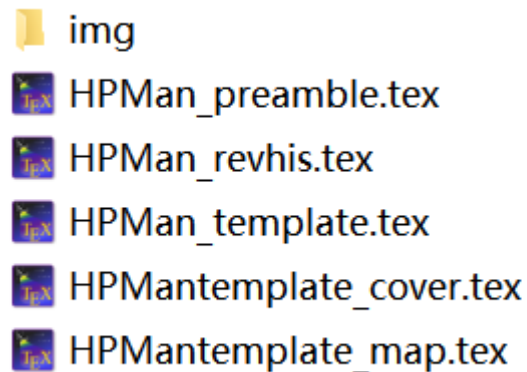 img
HPMan_preamble.tex
HPMan_revhis.tex
HPMan_template.tex
HPMantemplate_cover.tex
HPMantemplate_map.tex